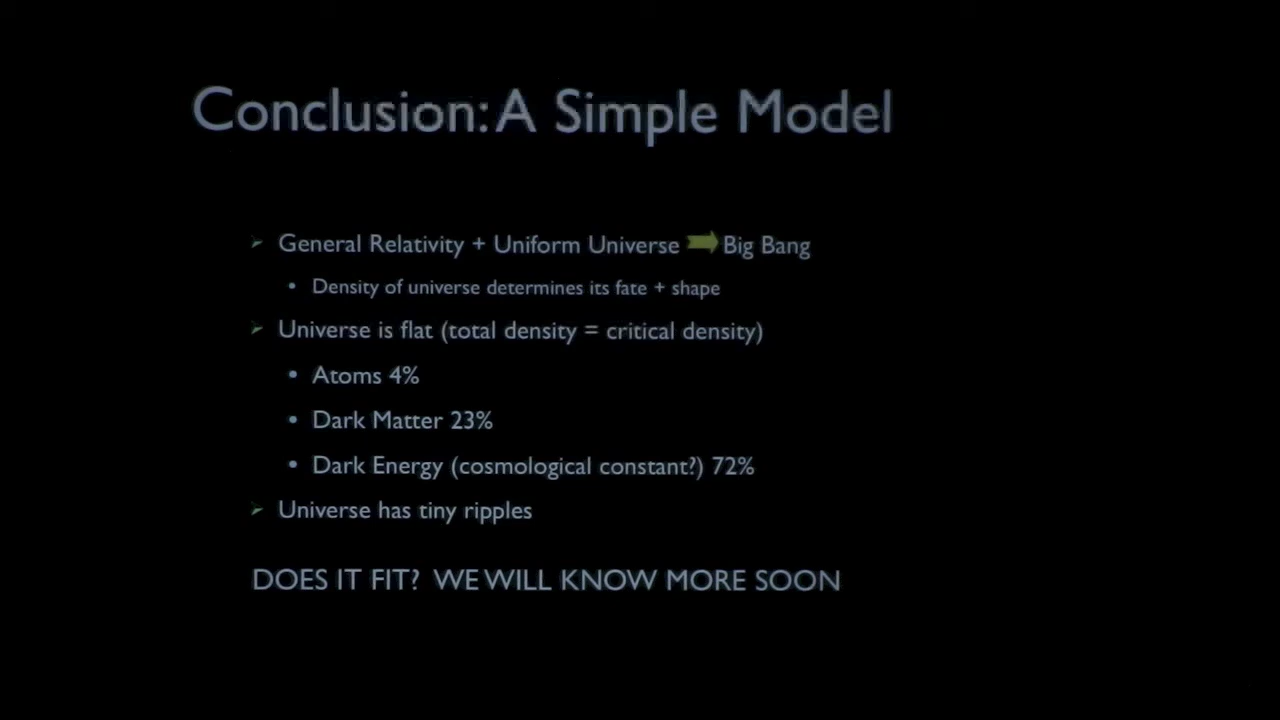 Conclusion: A Simple Model
➢ General Relativity + Uniform Universe ➡ Big Bang
• Density of universe determines its fate + shape
➢ Universe is flat (total density = critical density)
• Atoms 4%
• Dark Matter 23%
• Dark Energy (cosmological constant?) 72%
➢ Universe has tiny ripples
DOES IT FIT? WE WILL KNOW MORE SOON